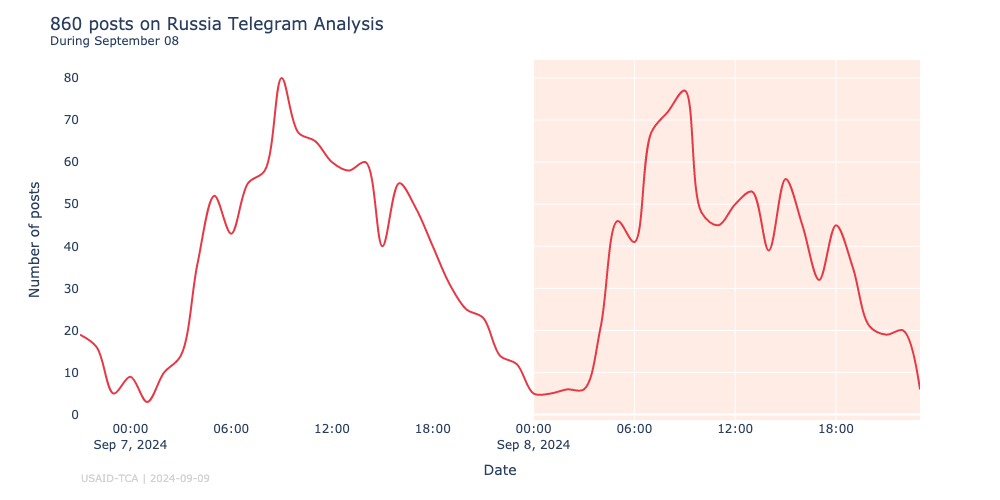 860 posts on Russia Telegram Analysis
During September 08
Number of posts
80
70
60
50
40
30
20
10
0
00:00 06:00 12:00 18:00 00:00 06:00 12:00 18:00
Sep 7, 2024 Sep 8, 2024
Date
USAID-TCA | 2024-09-09